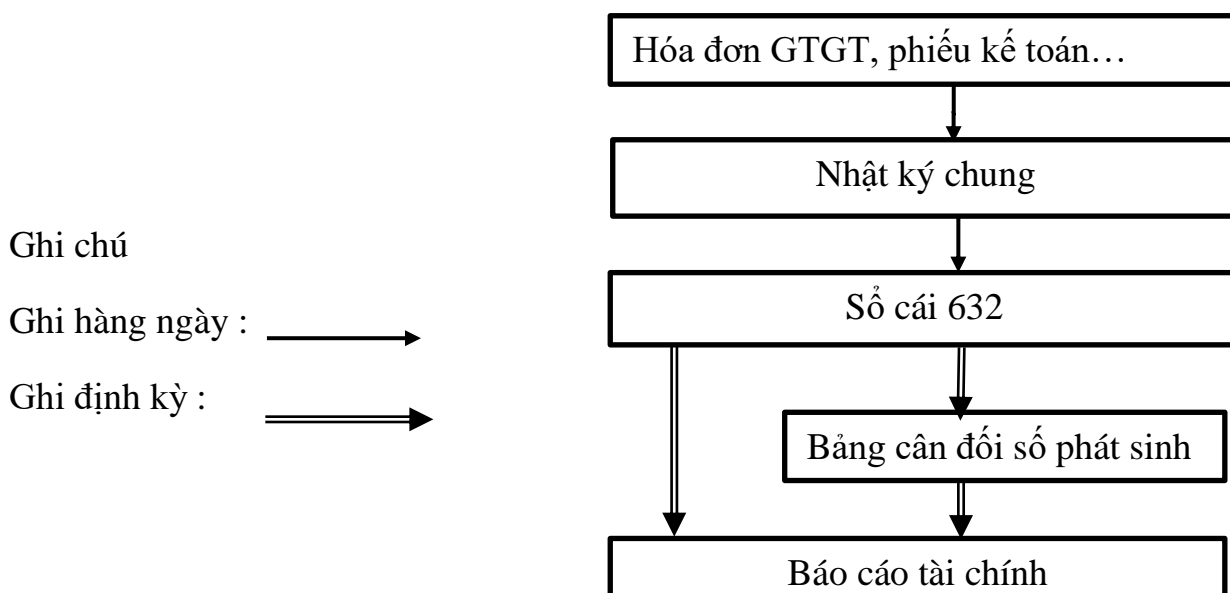 Hóa đơn GTGT, phiếu kế toán…
Nhật ký chung
Ghi chú
Ghi hàng ngày :
Sổ cái 632
Ghi định kỳ :
Bảng cân đối số phát sinh
Báo cáo tài chính